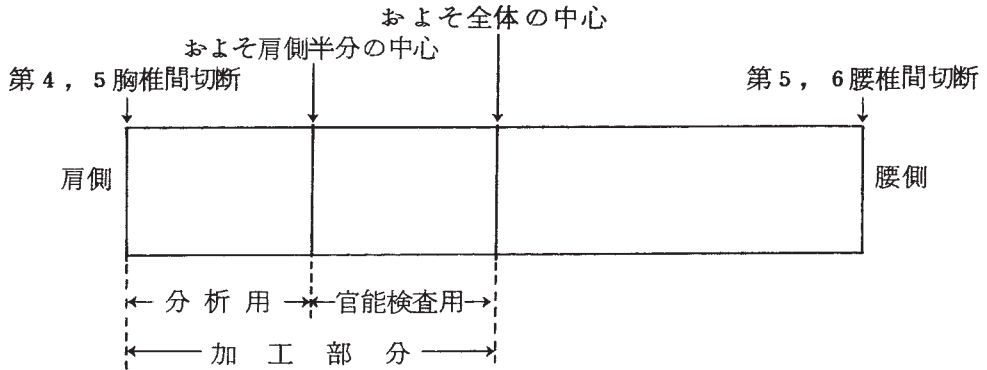 およそ全体の中心
およそ肩側半分の中心
第4，5胸椎間切断
第5，6腰椎間切断
肩側
腰側
分析用
官能検査用
加工部分